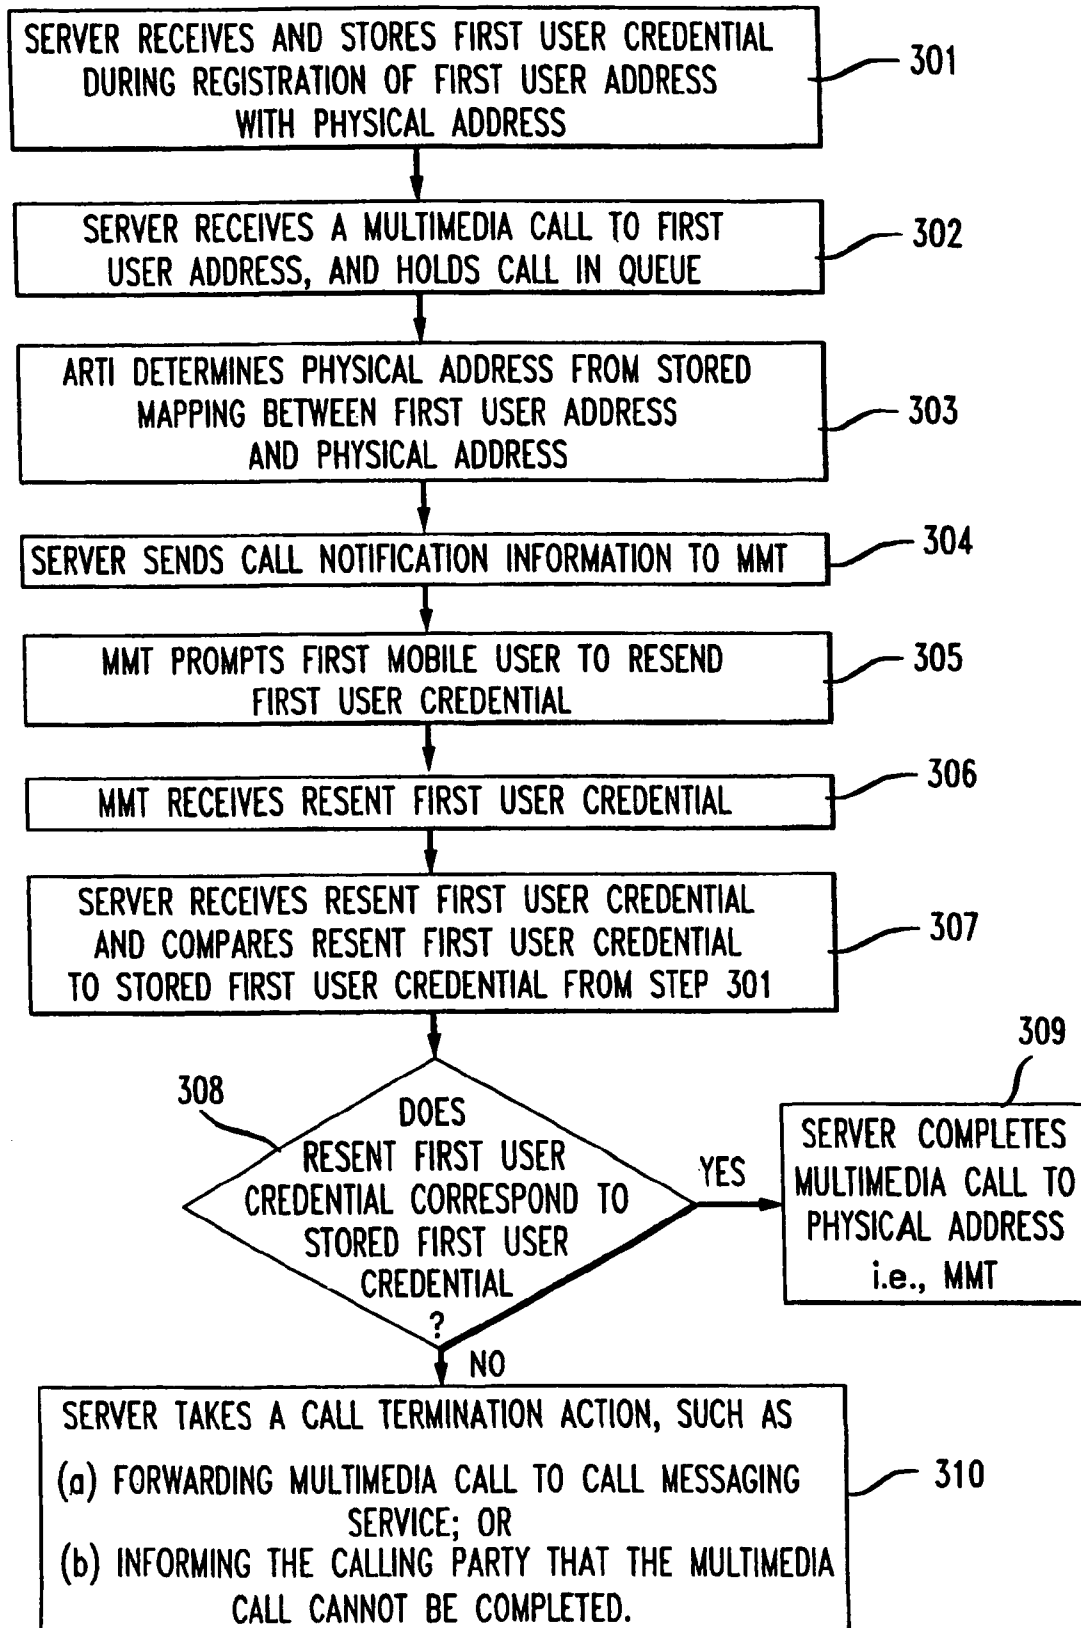 SERVER RECEIVES AND STORES FIRST USER CREDENTIAL
DURING REGISTRATION OF FIRST USER ADDRESS
WITH PHYSICAL ADDRESS
301
SERVER RECEIVES A MULTIMEDIA CALL TO FIRST
USER ADDRESS, AND HOLDS CALL IN QUEUE
302
ARTI DETERMINES PHYSICAL ADDRESS FROM STORED
MAPPING BETWEEN FIRST USER ADDRESS
AND PHYSICAL ADDRESS
303
SERVER SENDS CALL NOTIFICATION INFORMATION TO MMT
304
MMT PROMPTS FIRST MOBILE USER TO RESEND
FIRST USER CREDENTIAL
305
MMT RECEIVES RESENT FIRST USER CREDENTIAL
306
SERVER RECEIVES RESENT FIRST USER CREDENTIAL
AND COMPARES RESENT FIRST USER CREDENTIAL
TO STORED FIRST USER CREDENTIAL FROM STEP 301
307
308
DOES
RESENT FIRST USER
CREDENTIAL CORRESPOND TO
STORED FIRST USER
CREDENTIAL
?
YES
309
SERVER COMPLETES
MULTIMEDIA CALL TO
PHYSICAL ADDRESS
i.e., MMT
NO
SERVER TAKES A CALL TERMINATION ACTION, SUCH AS
(a) FORWARDING MULTIMEDIA CALL TO CALL MESSAGING
SERVICE; OR
(b) INFORMING THE CALLING PARTY THAT THE MULTIMEDIA
CALL CANNOT BE COMPLETED.
310